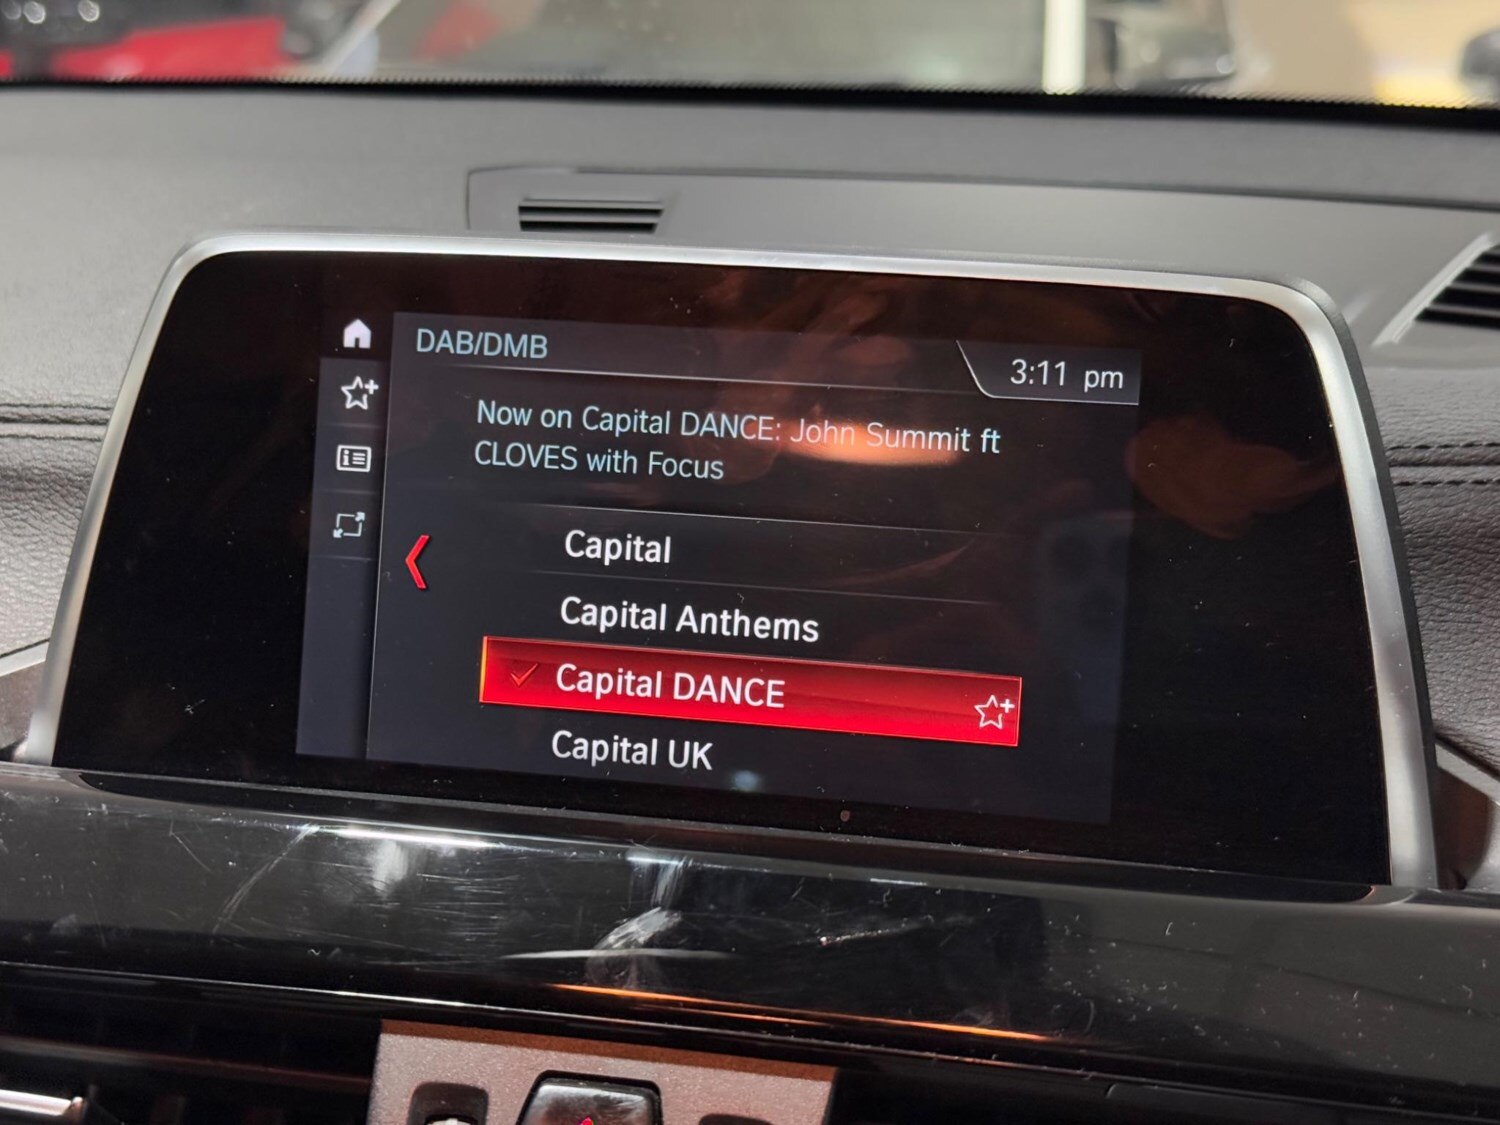 DAB/DMB
3:11 pm
Now on Capital DANCE: John Summit ft
CLOVES with Focus
Capital
Capital Anthems
Capital DANCE
Capital UK